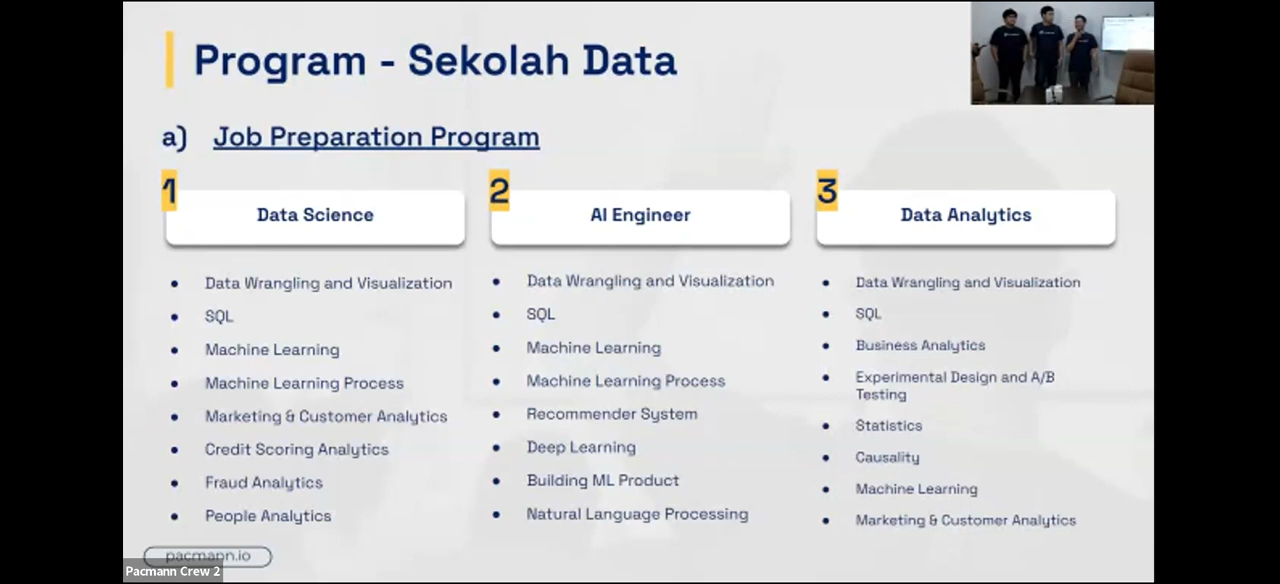 Program - Sekolah Data
a) Job Preparation Program
1
Data Science
• Data Wrangling and Visualization
• SQL
• Machine Learning
• Machine Learning Process
• Marketing & Customer Analytics
• Credit Scoring Analytics
• Fraud Analytics
• People Analytics
2
AI Engineer
• Data Wrangling and Visualization
• SQL
• Machine Learning
• Machine Learning Process
• Recommender System
• Deep Learning
• Building ML Product
• Natural Language Processing
3
Data Analytics
• Data Wrangling and Visualization
• SQL
• Business Analytics
• Experimental Design and A/B
Testing
• Statistics
• Causality
• Machine Learning
• Marketing & Customer Analytics
pacmann.io
Pacmann Crew 2